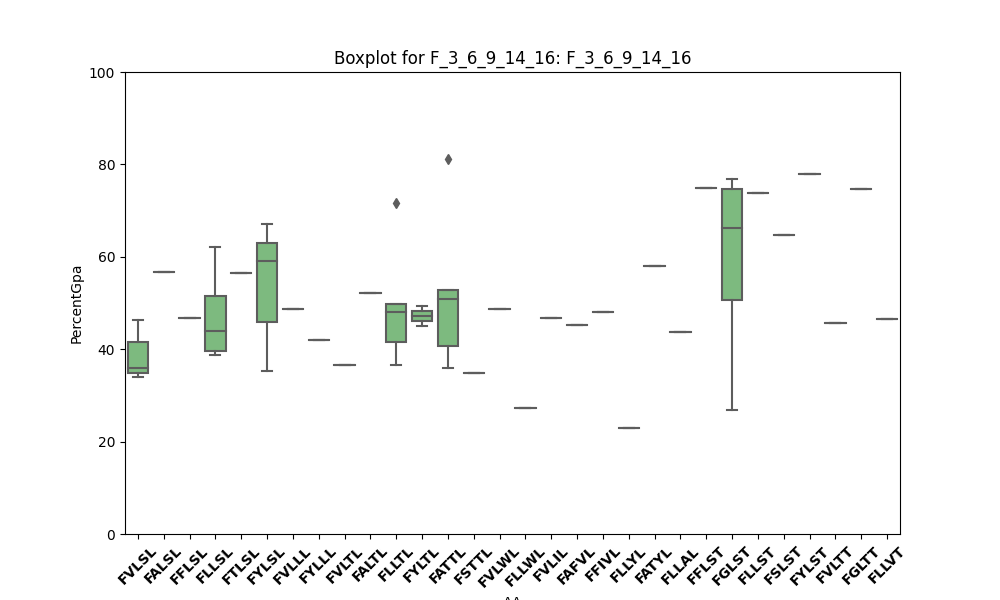 Boxplot for F_3_6_9_14_16: F_3_6_9_14_16
100
80
60
40
20
0
PercentGpa
FVLSL
FALSL
FFLSL
FLLSL
FTLSL
FYLSL
FVLLL
FYLLL
FVLTL
FALTL
FLLTL
FYLTL
FATTL
FSTTL
FVLWL
FLLWL
FVLIL
FAFVL
FFIVL
FLLYL
FATYL
FLLAL
FFLST
FGLST
FLLST
FSLST
FYLST
FVLTT
FGLTT
FLLVT